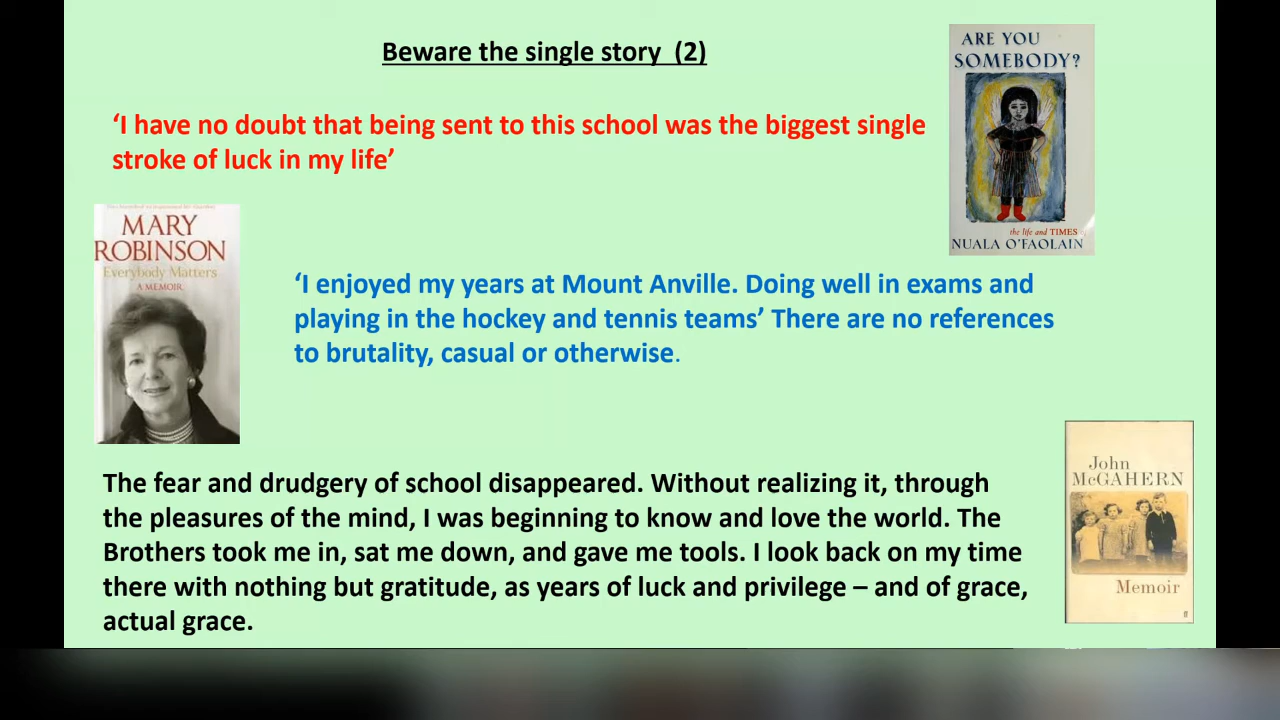 Beware the single story (2)
ARE YOU
SOMEBODY?
the life and TIMES of
NUALA O'FAOLAIN
‘I have no doubt that being sent to this school was the biggest single
stroke of luck in my life’
MARY
ROBINSON
Everybody Matters
A MEMOIR
‘I enjoyed my years at Mount Anville. Doing well in exams and
playing in the hockey and tennis teams’ There are no references
to brutality, casual or otherwise.
The fear and drudgery of school disappeared. Without realizing it, through
the pleasures of the mind, I was beginning to know and love the world. The
Brothers took me in, sat me down, and gave me tools. I look back on my time
there with nothing but gratitude, as years of luck and privilege – and of grace,
actual grace.
John
McGAHERN
Memoir
ff